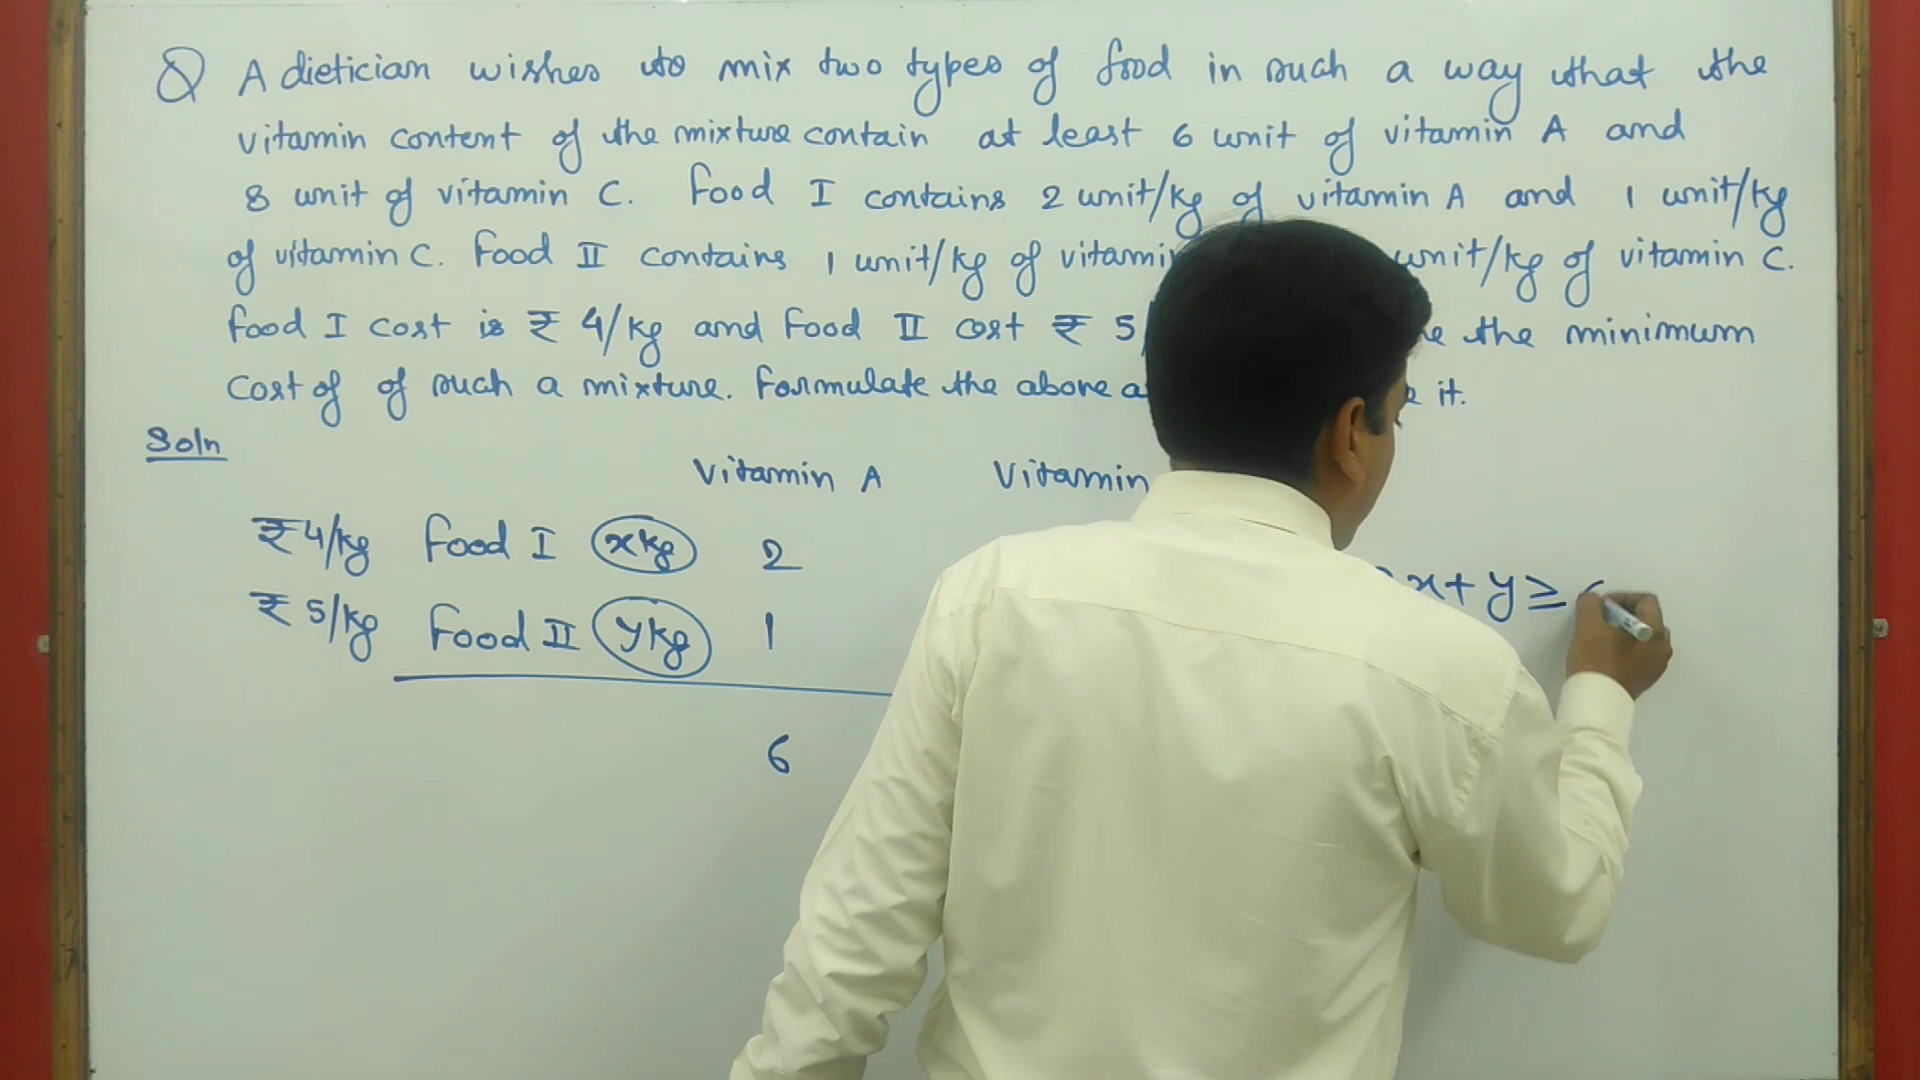 Q A dietician wishes to mix two types of food in such a way that the
vitamin content of the mixture contain at least 6 unit of vitamin A and
8 unit of vitamin C. Food I contains 2 unit/kg of vitamin A and 1 unit/kg
of vitamin C. Food II contains 1 unit/kg of unit/kg of vitamin C.
Food I cost is ₹ 4/kg and Food II cost ₹ 5 the minimum
cost of of such a mixture. Formulate the above it.
Soln
Vitamin A Vitamin
₹4/kg Food I x kg 2
₹ 5/kg Food II y kg 1
x + y ≥
6